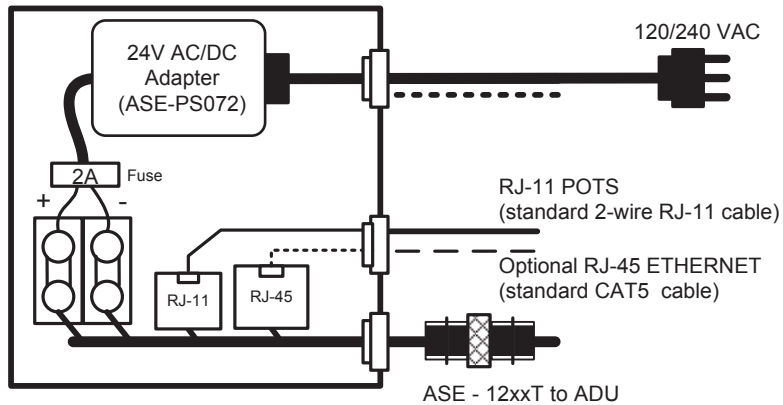 120/240 VAC
24V AC/DC
Adapter
(ASE-PS072)
2A
Fuse
+
-
RJ-11 POTS
(standard 2-wire RJ-11 cable)
Optional RJ-45 ETHERNET
(standard CAT5 cable)
RJ-11
RJ-45
ASE - 12xxT to ADU